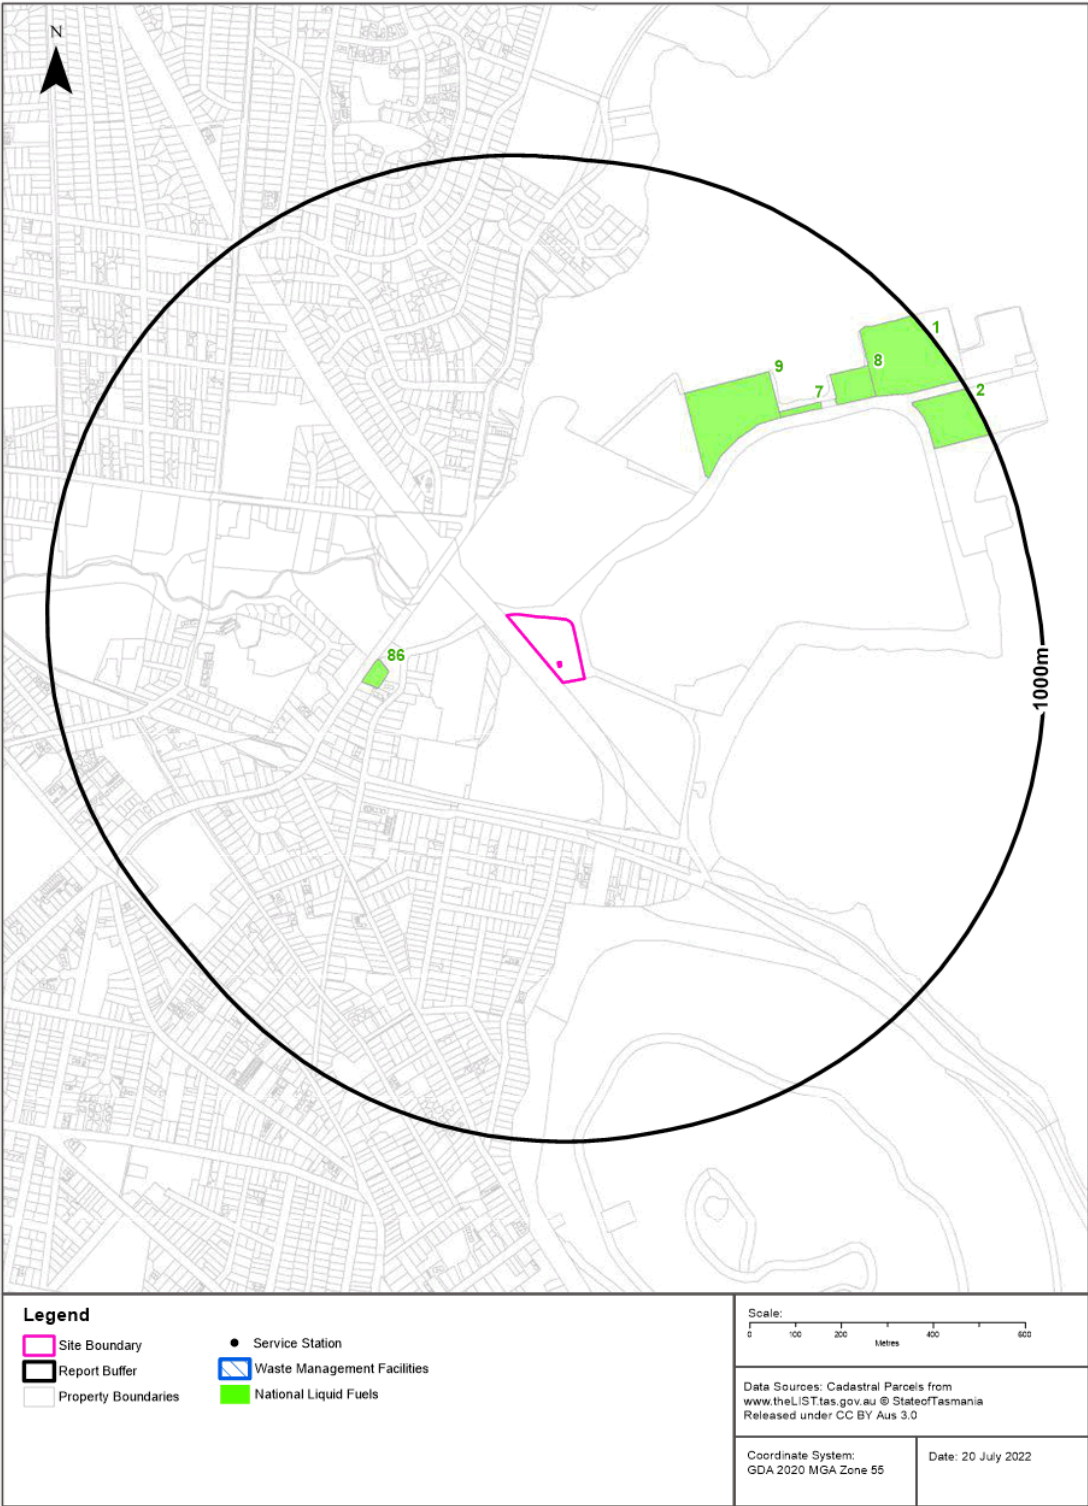 N
1
9
8
7
2
86
1000m
Legend
Site Boundary
Service Station
Report Buffer
Waste Management Facilities
Property Boundaries
National Liquid Fuels
Scale:
0 100 200 400 600
Metres
Data Sources: Cadastral Parcels from
www.theLIST.tas.gov.au © StateofTasmania
Released under CC BY Aus 3.0
Coordinate System:
GDA 2020 MGA Zone 55
Date: 20 July 2022